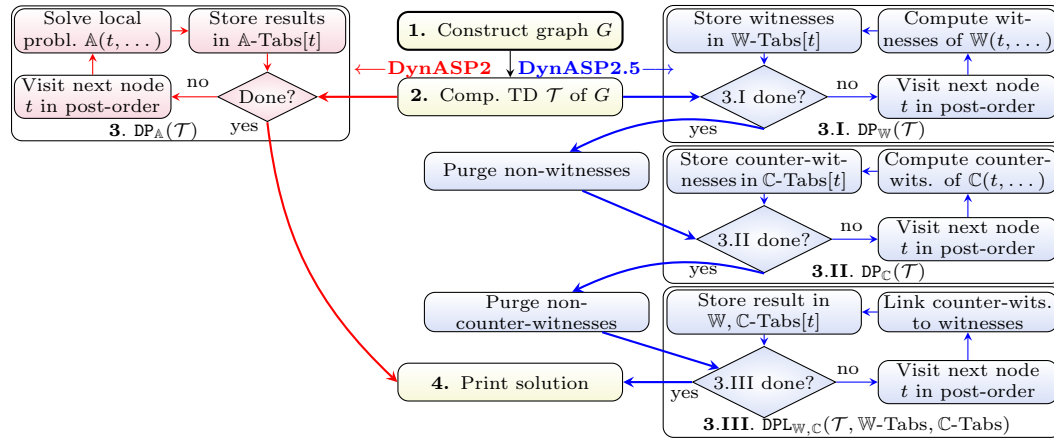 Solve local
probl. 𝔸(t, . . .)
Store results
in 𝔸-Tabs[t]
Visit next node
t in post-order
no
Done?
yes
3. DP𝔸(𝒯)
1. Construct graph G
←DynASP2
DynASP2.5→
2. Comp. TD 𝒯 of G
Store witnesses
in 𝕎-Tabs[t]
Compute wit-
nesses of 𝕎(t, . . .)
3.I done?
no
Visit next node
t in post-order
yes
3.I. DP𝕎(𝒯)
Purge non-witnesses
Store counter-wit-
nesses in ℂ-Tabs[t]
Compute counter-
wits. of ℂ(t, . . .)
3.II done?
no
Visit next node
t in post-order
yes
3.II. DPℂ(𝒯)
Purge non-
counter-witnesses
Store result in
𝕎, ℂ-Tabs[t]
Link counter-wits.
to witnesses
3.III done?
no
Visit next node
t in post-order
yes
4. Print solution
3.III. DPL𝕎,ℂ(𝒯, 𝕎-Tabs, ℂ-Tabs)